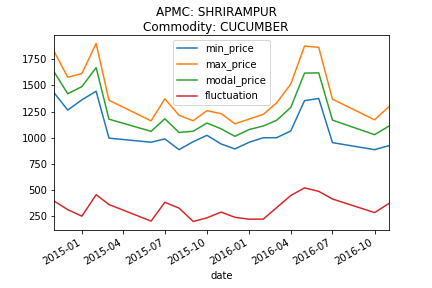 APMC: SHRIRAMPUR
Commodity: CUCUMBER
min_price
max_price
modal_price
fluctuation
1750
1500
1250
1000
750
500
250
2015-01
2015-04
2015-07
2015-10
2016-01
2016-04
2016-07
2016-10
date